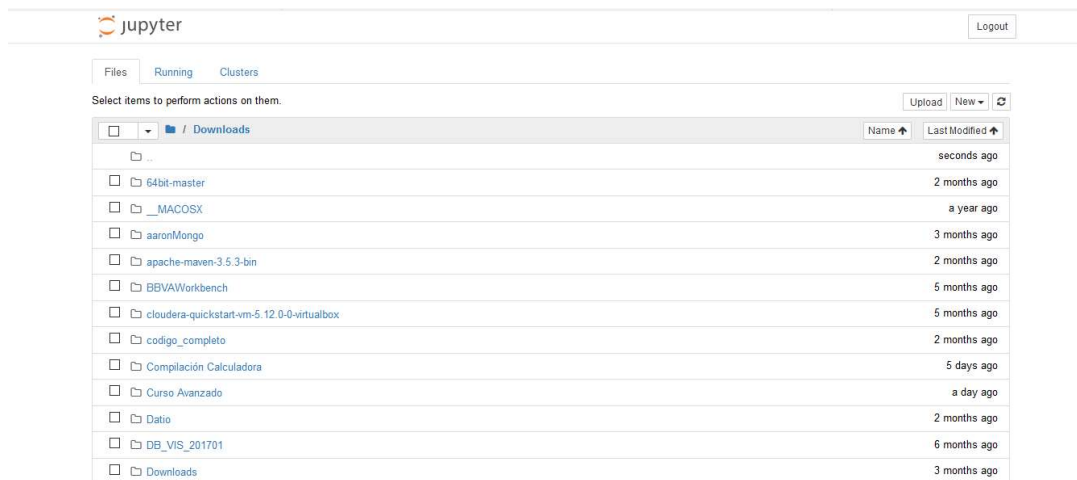 jupyter
Logout
Files Running Clusters
Select items to perform actions on them.
Upload New
/ Downloads Name Last Modified
.. seconds ago
64bit-master 2 months ago
__MACOSX a year ago
aaronMongo 3 months ago
apache-maven-3.5.3-bin 2 months ago
BBVAWorkbench 5 months ago
cloudera-quickstart-vm-5.12.0-0-virtualbox 5 months ago
codigo_completo 2 months ago
Compilación Calculadora 5 days ago
Curso Avanzado a day ago
Datio 2 months ago
DB_VIS_201701 6 months ago
Downloads 3 months ago